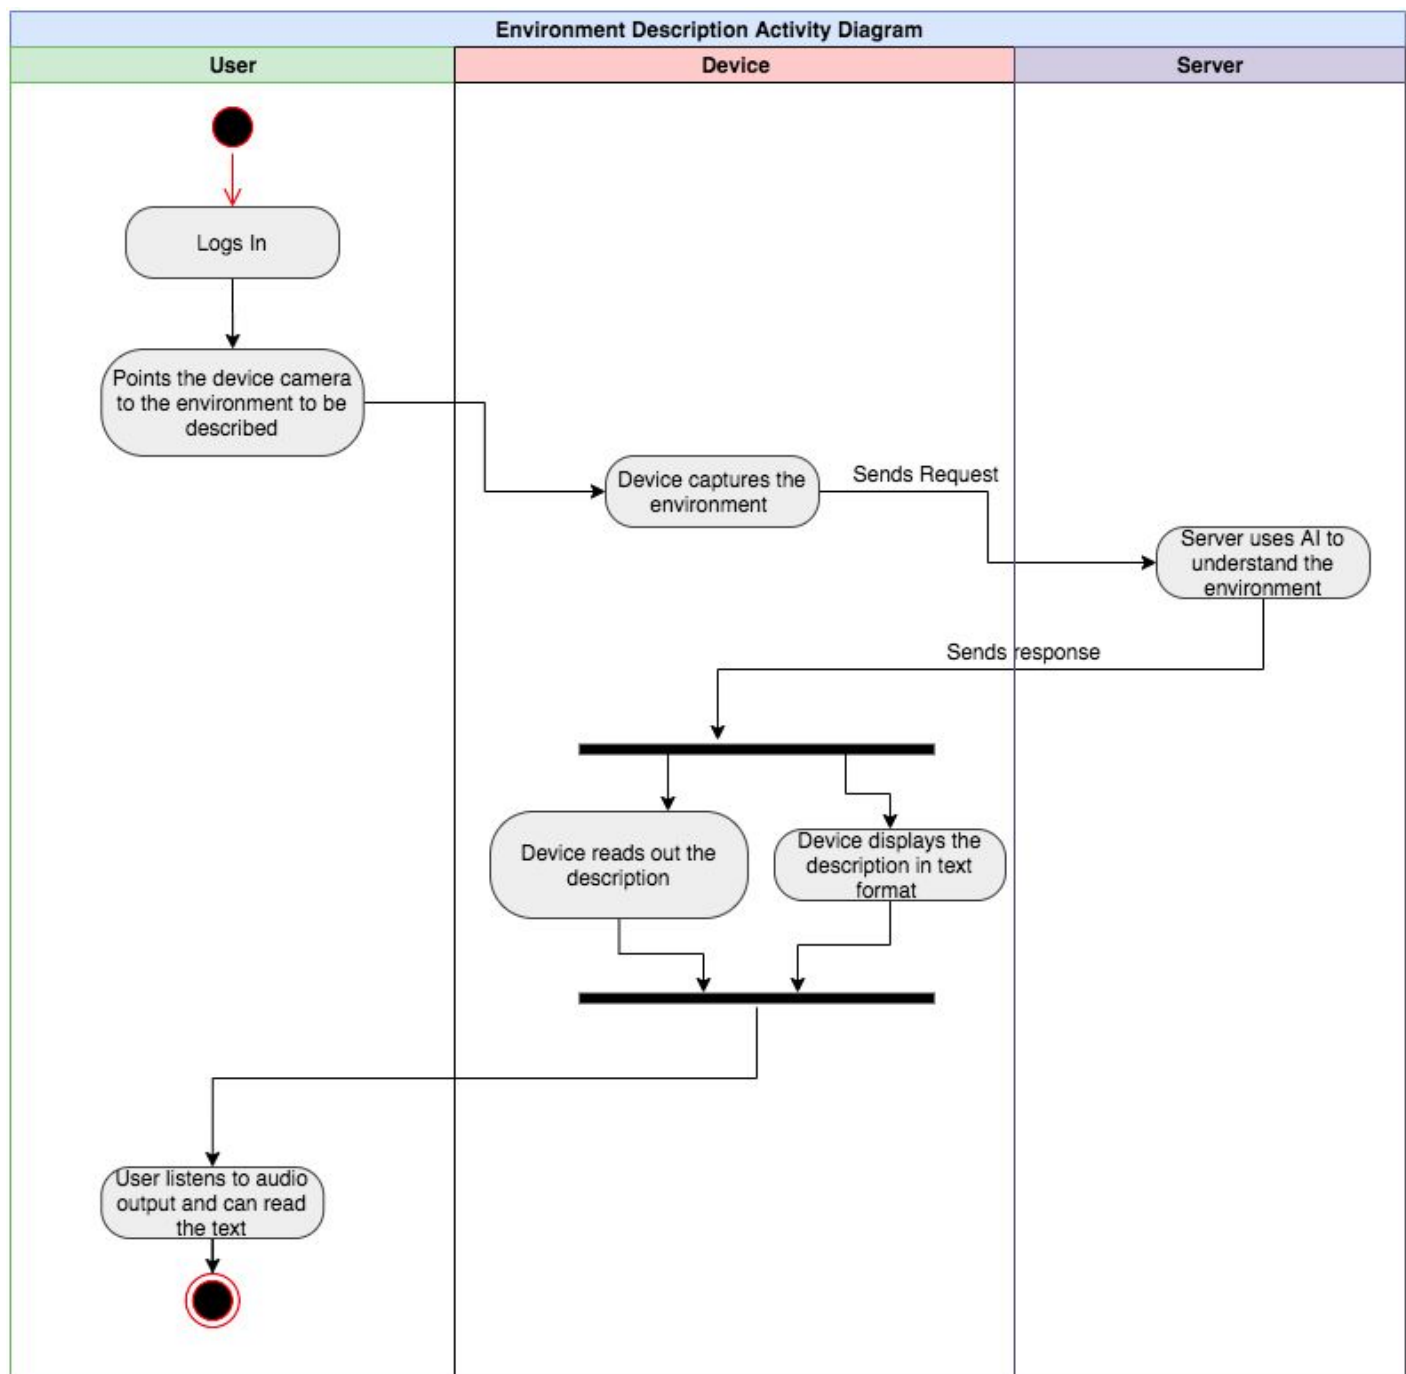 Environment Description Activity Diagram
User
Device
Server
Logs In
Points the device camera
to the environment to be
described
Device captures the
environment
Sends Request
Server uses AI to
understand the
environment
Sends response
Device reads out the
description
Device displays the
description in text
format
User listens to audio
output and can read
the text